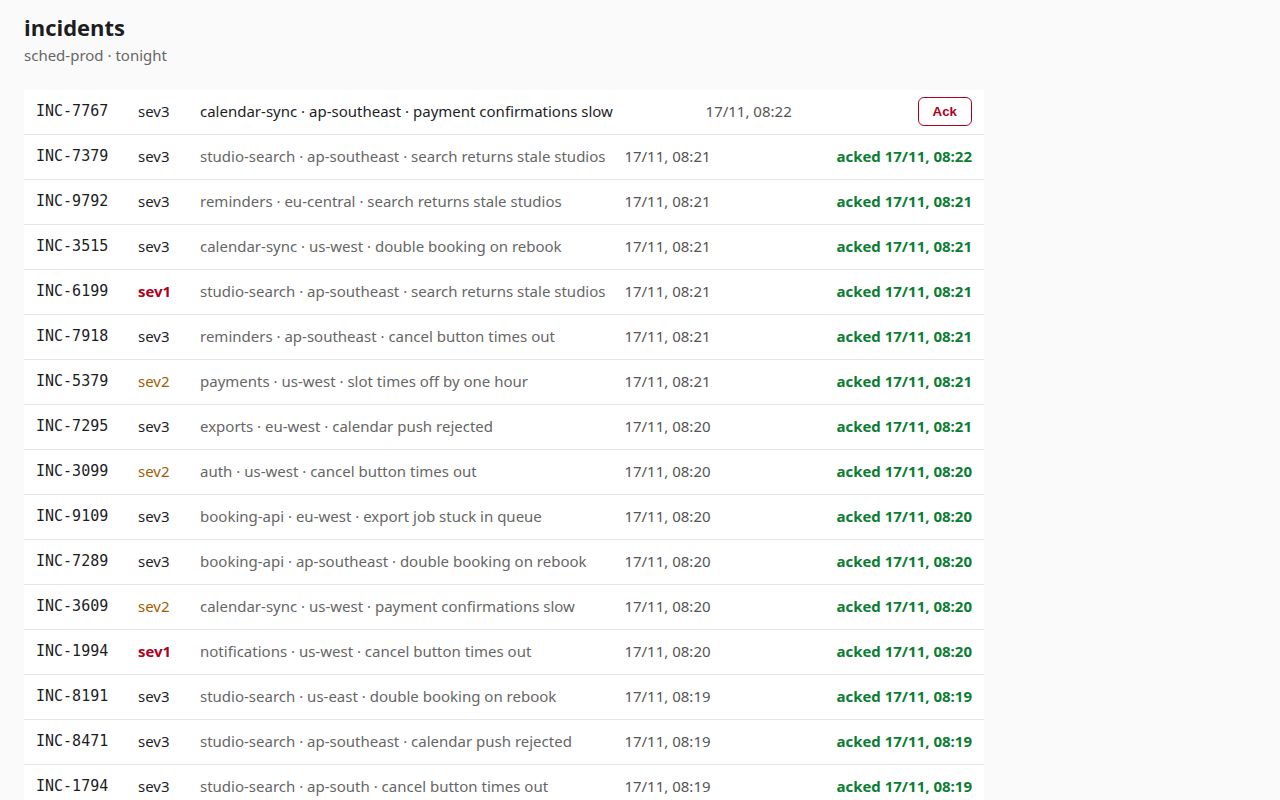 incidents
sched-prod · tonight
INC-7767 sev3 calendar-sync · ap-southeast · payment confirmations slow 17/11, 08:22 Ack
INC-7379 sev3 studio-search · ap-southeast · search returns stale studios 17/11, 08:21 acked 17/11, 08:22
INC-9792 sev3 reminders · eu-central · search returns stale studios 17/11, 08:21 acked 17/11, 08:21
INC-3515 sev3 calendar-sync · us-west · double booking on rebook 17/11, 08:21 acked 17/11, 08:21
INC-6199 sev1 studio-search · ap-southeast · search returns stale studios 17/11, 08:21 acked 17/11, 08:21
INC-7918 sev3 reminders · ap-southeast · cancel button times out 17/11, 08:21 acked 17/11, 08:21
INC-5379 sev2 payments · us-west · slot times off by one hour 17/11, 08:21 acked 17/11, 08:21
INC-7295 sev3 exports · eu-west · calendar push rejected 17/11, 08:20 acked 17/11, 08:21
INC-3099 sev2 auth · us-west · cancel button times out 17/11, 08:20 acked 17/11, 08:20
INC-9109 sev3 booking-api · eu-west · export job stuck in queue 17/11, 08:20 acked 17/11, 08:20
INC-7289 sev3 booking-api · ap-southeast · double booking on rebook 17/11, 08:20 acked 17/11, 08:20
INC-3609 sev2 calendar-sync · us-west · payment confirmations slow 17/11, 08:20 acked 17/11, 08:20
INC-1994 sev1 notifications · us-west · cancel button times out 17/11, 08:20 acked 17/11, 08:20
INC-8191 sev3 studio-search · us-east · double booking on rebook 17/11, 08:19 acked 17/11, 08:19
INC-8471 sev3 studio-search · ap-southeast · calendar push rejected 17/11, 08:19 acked 17/11, 08:19
INC-1794 sev3 studio-search · ap-south · cancel button times out 17/11, 08:19 acked 17/11, 08:19